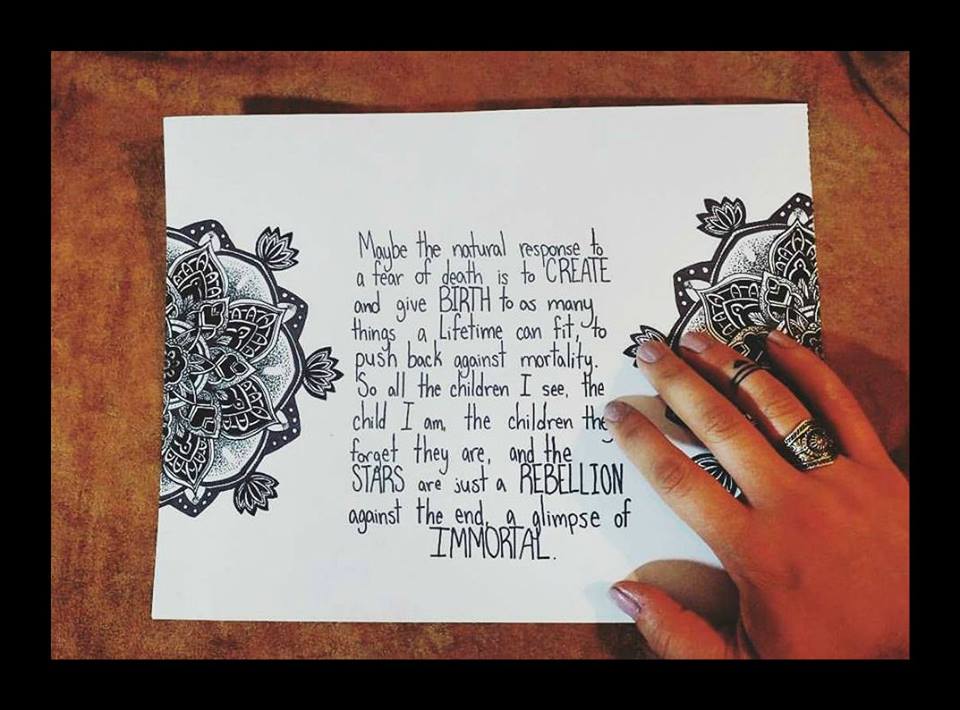 Maybe the natural response to
a fear of death is to CREATE
and give BIRTH to as many
things a lifetime can fit, to
push back against mortality.
So all the children I see, the
child I am, the children they
forget they are, and the
STARS are just a REBELLION
against the end, a glimpse of
IMMORTAL.